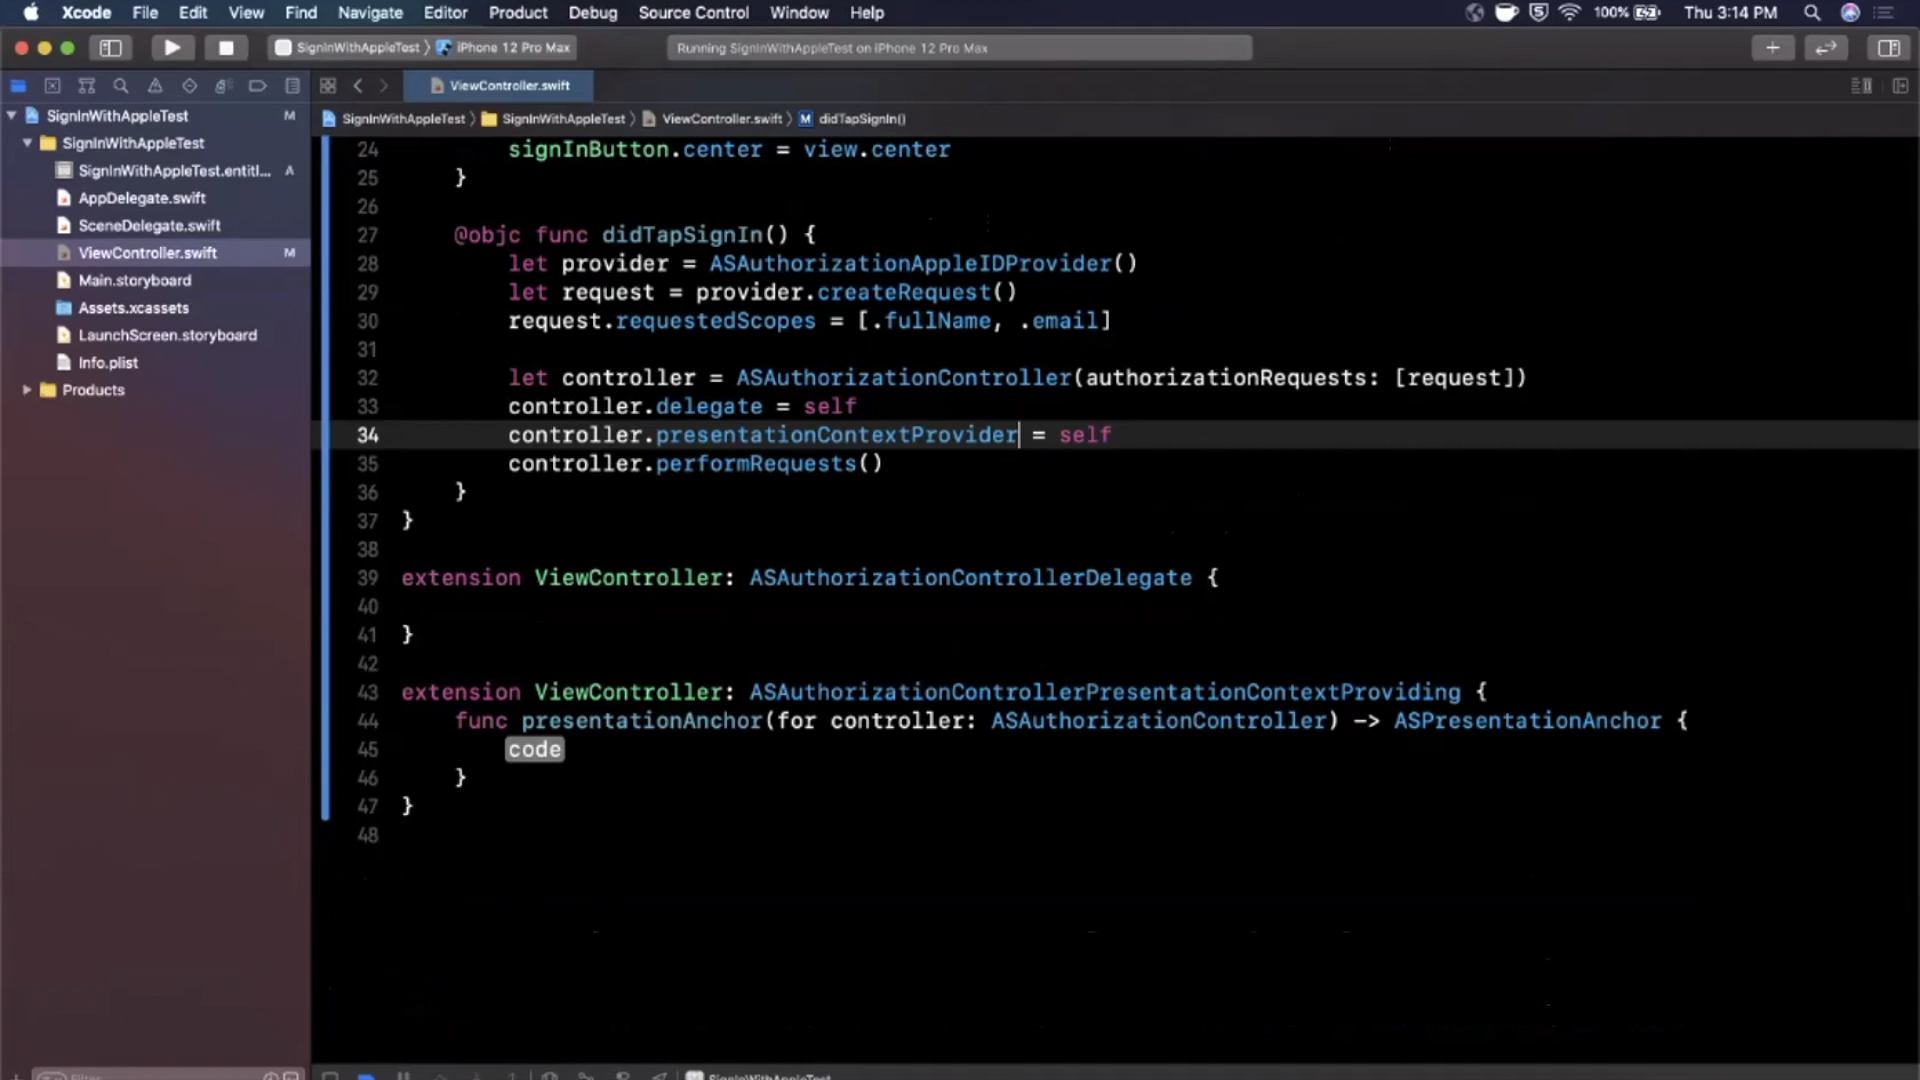 Xcode File Edit View Find Navigate Editor Product Debug Source Control Window Help 100% Thu 3:14 PM
SignInWithAppleTest 〉 iPhone 12 Pro Max
Running SignInWithAppleTest on iPhone 12 Pro Max
ViewController.swift
SignInWithAppleTest 〉 SignInWithAppleTest 〉 ViewController.swift 〉 M didTapSignIn()
SignInWithAppleTest M
SignInWithAppleTest
SignInWithAppleTest.entitl... A
AppDelegate.swift
SceneDelegate.swift
ViewController.swift M
Main.storyboard
Assets.xcassets
LaunchScreen.storyboard
Info.plist
Products
24 signInButton.center = view.center
25 }
26
27 @objc func didTapSignIn() {
28 let provider = ASAuthorizationAppleIDProvider()
29 let request = provider.createRequest()
30 request.requestedScopes = [.fullName, .email]
31
32 let controller = ASAuthorizationController(authorizationRequests: [request])
33 controller.delegate = self
34 controller.presentationContextProvider = self
35 controller.performRequests()
36 }
37 }
38
39 extension ViewController: ASAuthorizationControllerDelegate {
40
41 }
42
43 extension ViewController: ASAuthorizationControllerPresentationContextProviding {
44 func presentationAnchor(for controller: ASAuthorizationController) -> ASPresentationAnchor {
45 code
46 }
47 }
48
Filter
SignInWithAppleTest